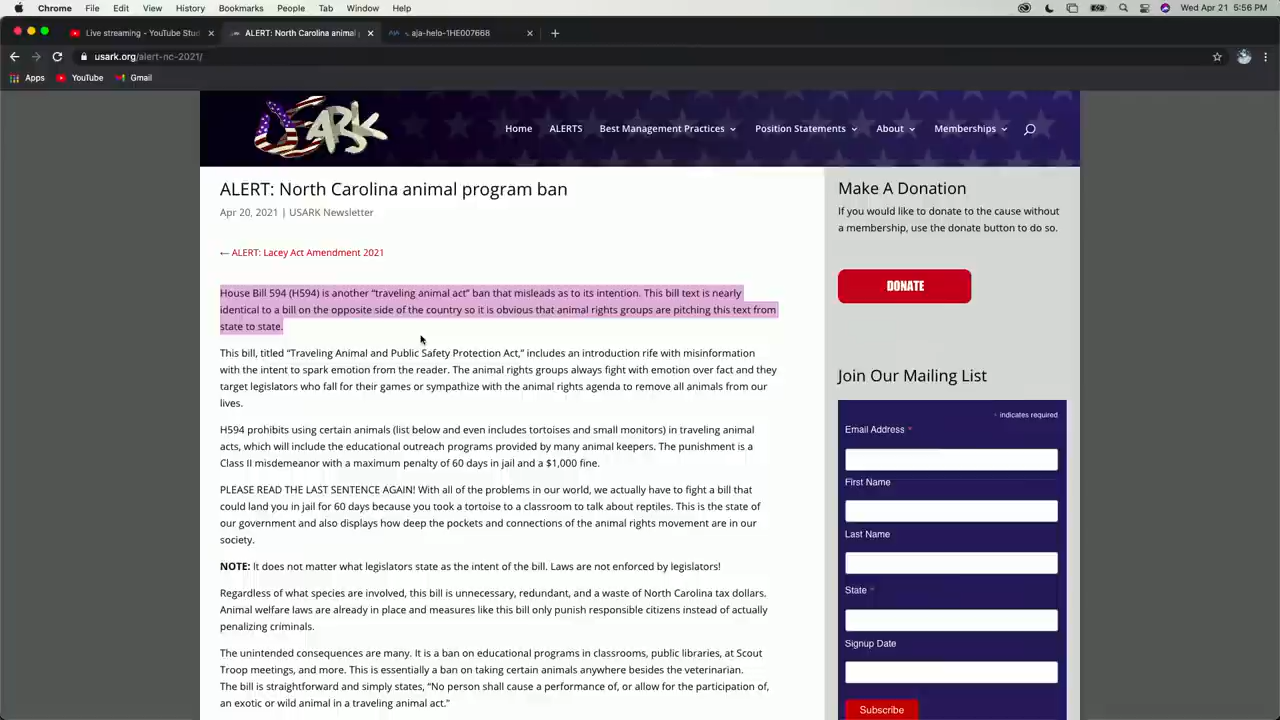 Chrome File Edit View History Bookmarks People Tab Window Help Wed Apr 21 5:56 PM
Live streaming - YouTube Stud × ALERT: North Carolina animal p × aja-helo-1HE007668 × +
usark.org/alert-nc-2021/
Apps YouTube Gmail
USARK
Home ALERTS Best Management Practices Position Statements About Memberships
ALERT: North Carolina animal program ban
Apr 20, 2021 | USARK Newsletter
← ALERT: Lacey Act Amendment 2021
House Bill 594 (H594) is another “traveling animal act” ban that misleads as to its intention. This bill text is nearly
identical to a bill on the opposite side of the country so it is obvious that animal rights groups are pitching this text from
state to state.
This bill, titled “Traveling Animal and Public Safety Protection Act,” includes an introduction rife with misinformation
with the intent to spark emotion from the reader. The animal rights groups always fight with emotion over fact and they
target legislators who fall for their games or sympathize with the animal rights agenda to remove all animals from our
lives.
H594 prohibits using certain animals (list below and even includes tortoises and small monitors) in traveling animal
acts, which will include the educational outreach programs provided by many animal keepers. The punishment is a
Class II misdemeanor with a maximum penalty of 60 days in jail and a $1,000 fine.
PLEASE READ THE LAST SENTENCE AGAIN! With all of the problems in our world, we actually have to fight a bill that
could land you in jail for 60 days because you took a tortoise to a classroom to talk about reptiles. This is the state of
our government and also displays how deep the pockets and connections of the animal rights movement are in our
society.
NOTE: It does not matter what legislators state as the intent of the bill. Laws are not enforced by legislators!
Regardless of what species are involved, this bill is unnecessary, redundant, and a waste of North Carolina tax dollars.
Animal welfare laws are already in place and measures like this bill only punish responsible citizens instead of actually
penalizing criminals.
The unintended consequences are many. It is a ban on educational programs in classrooms, public libraries, at Scout
Troop meetings, and more. This is essentially a ban on taking certain animals anywhere besides the veterinarian.
The bill is straightforward and simply states, “No person shall cause a performance of, or allow for the participation of,
an exotic or wild animal in a traveling animal act.”
Make A Donation
If you would like to donate to the cause without
a membership, use the donate button to do so.
DONATE
Join Our Mailing List
* indicates required
Email Address *
First Name
Last Name
State *
Signup Date
Subscribe